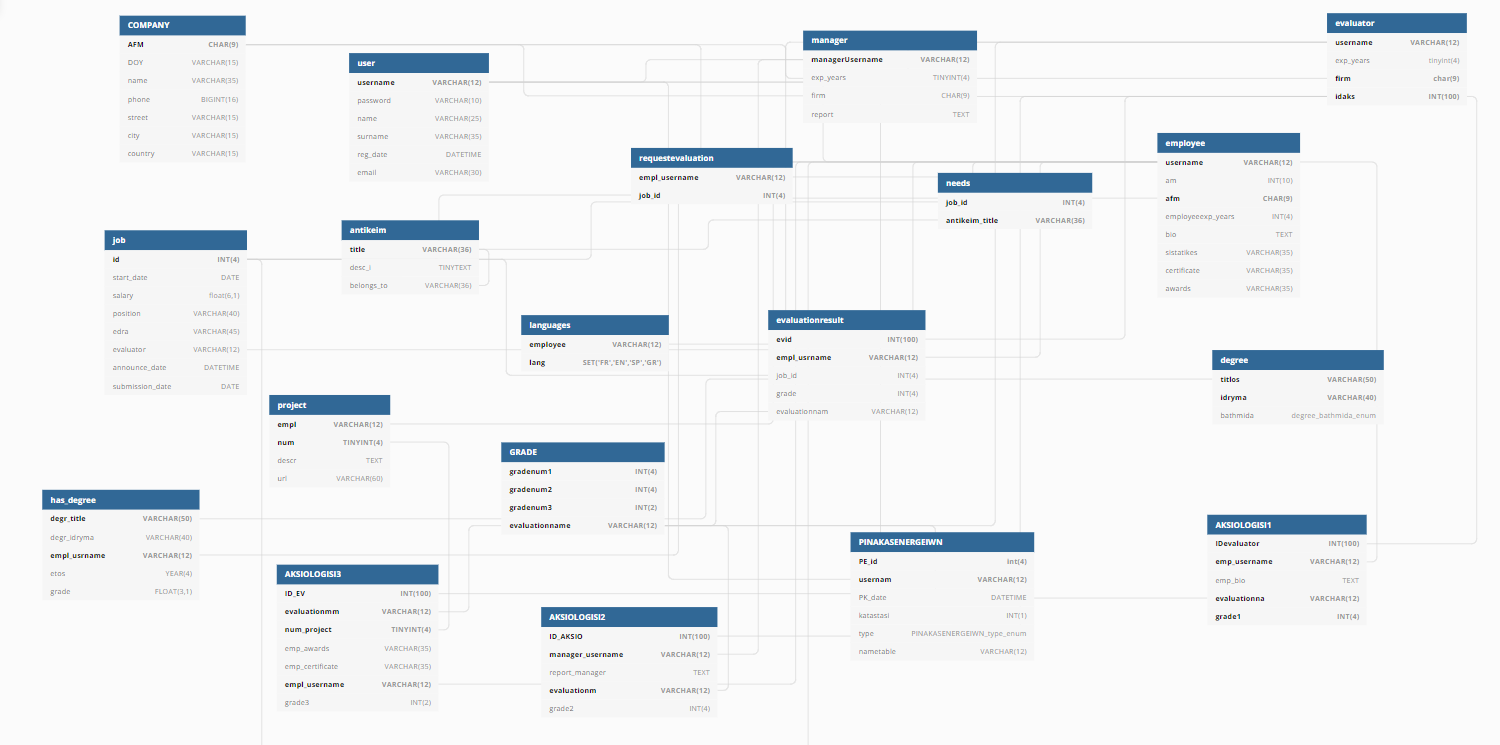 COMPANY
AFM CHAR(9)
DOY VARCHAR(15)
name VARCHAR(35)
phone BIGINT(16)
street VARCHAR(15)
city VARCHAR(15)
country VARCHAR(15)
user
username VARCHAR(12)
password VARCHAR(10)
name VARCHAR(25)
surname VARCHAR(35)
reg_date DATETIME
email VARCHAR(30)
manager
managerUsername VARCHAR(12)
exp_years TINYINT(4)
firm CHAR(9)
report TEXT
evaluator
username VARCHAR(12)
exp_years tinyint(4)
firm char(9)
idaks INT(100)
requestevaluation
empl_username VARCHAR(12)
job_id INT(4)
needs
job_id INT(4)
antikeim_title VARCHAR(36)
employee
username VARCHAR(12)
am INT(10)
afm CHAR(9)
employeeexp_years INT(4)
bio TEXT
sistatikes VARCHAR(35)
certificate VARCHAR(35)
awards VARCHAR(35)
job
id INT(4)
start_date DATE
salary float(6,1)
position VARCHAR(40)
edra VARCHAR(45)
evaluator VARCHAR(12)
announce_date DATETIME
submission_date DATE
antikeim
title VARCHAR(36)
desc_i TINYTEXT
belongs_to VARCHAR(36)
languages
employee VARCHAR(12)
lang SET('FR','EN','SP','GR')
evaluationresult
evid INT(100)
empl_usrname VARCHAR(12)
job_id INT(4)
grade INT(4)
evaluationnam VARCHAR(12)
degree
titlos VARCHAR(50)
idryma VARCHAR(40)
bathmida degree_bathmida_enum
project
empl VARCHAR(12)
num TINYINT(4)
descr TEXT
url VARCHAR(60)
GRADE
gradenum1 INT(4)
gradenum2 INT(4)
gradenum3 INT(2)
evaluationname VARCHAR(12)
has_degree
degr_title VARCHAR(50)
degr_idryma VARCHAR(40)
empl_usrname VARCHAR(12)
etos YEAR(4)
grade FLOAT(3,1)
AKSIOLOGISI3
ID_EV INT(100)
evaluationmm VARCHAR(12)
num_project TINYINT(4)
emp_awards VARCHAR(35)
emp_certificate VARCHAR(35)
empl_username VARCHAR(12)
grade3 INT(2)
AKSIOLOGISI2
ID_AKSIO INT(100)
manager_username VARCHAR(12)
report_manager TEXT
evaluationm VARCHAR(12)
grade2 INT(4)
PINAKASENERGEIWN
PE_id int(4)
usernam VARCHAR(12)
PK_date DATETIME
katastasi INT(1)
type PINAKASENERGEIWN_type_enum
nametable VARCHAR(12)
AKSIOLOGISI1
IDevaluator INT(100)
emp_username VARCHAR(12)
emp_bio TEXT
evaluationna VARCHAR(12)
grade1 INT(4)